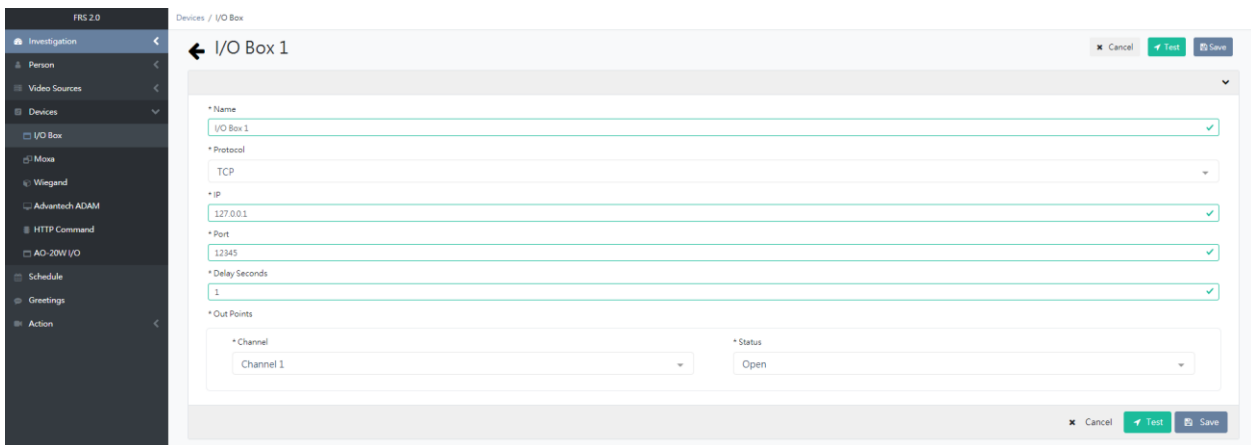 FRS 2.0
Devices / I/O Box
Investigation
Person
Video Sources
Devices
I/O Box
Moxa
Wiegand
Advantech ADAM
HTTP Command
AO-20W I/O
Schedule
Greetings
Action
I/O Box 1
Cancel Test Save
* Name
I/O Box 1
* Protocol
TCP
* IP
127.0.0.1
* Port
12345
* Delay Seconds
1
* Out Points
* Channel * Status
Channel 1 Open
Cancel Test Save